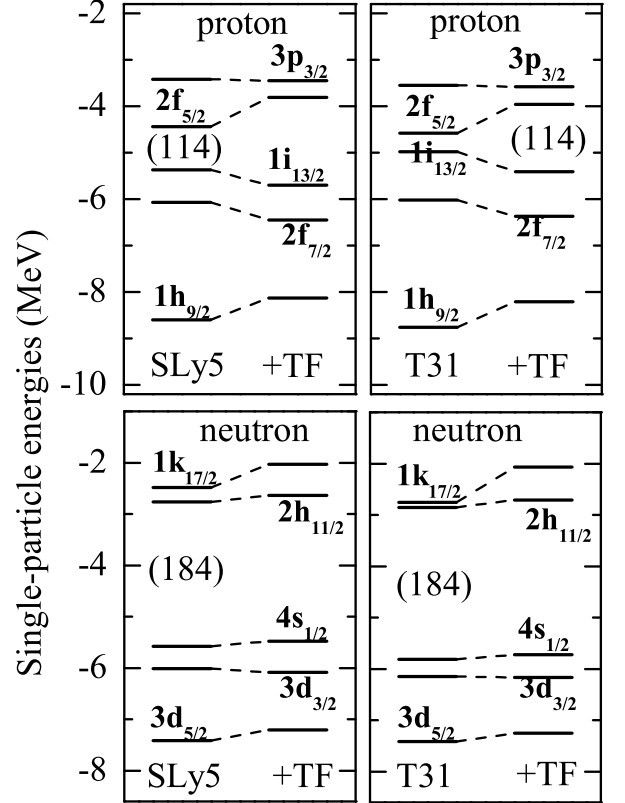 Single-particle energies (MeV)
-2
-4
-6
-8
-10
proton
3p3/2
2f5/2
(114)
1i13/2
2f7/2
1h9/2
SLy5 +TF
proton
3p3/2
2f5/2
(114)
1i13/2
2f7/2
1h9/2
T31 +TF
-2
-4
-6
-8
neutron
1k17/2
2h11/2
(184)
4s1/2
3d3/2
3d5/2
SLy5 +TF
neutron
1k17/2
2h11/2
(184)
4s1/2
3d3/2
3d5/2
T31 +TF